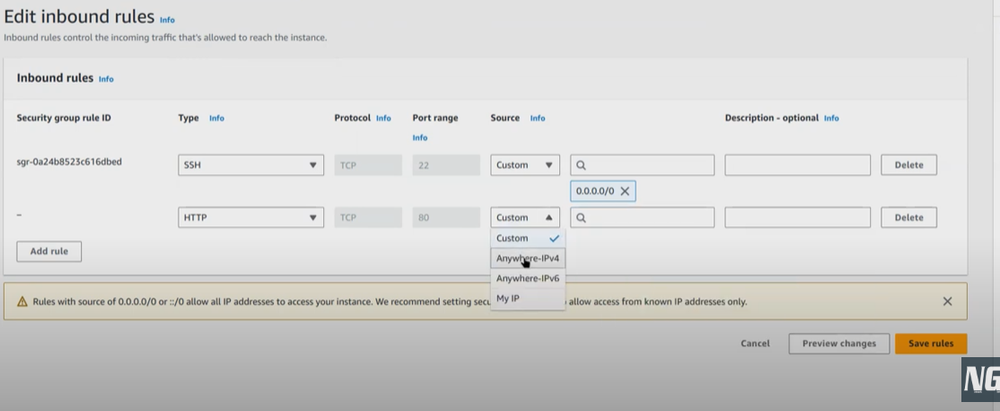 Edit inbound rules Info
Inbound rules control the incoming traffic that's allowed to reach the instance.
Inbound rules Info
Security group rule ID Type Info Protocol Info Port range Info Source Info Description - optional Info
sgr-0a24b8523c616dbed SSH TCP 22 Custom Delete
0.0.0.0/0
– HTTP TCP 80 Custom Delete
Custom
Anywhere-IPv4
Anywhere-IPv6
My IP
Add rule
Rules with source of 0.0.0.0/0 or ::/0 allow all IP addresses to access your instance. We recommend setting allow access from known IP addresses only.
Cancel Preview changes Save rules
NG